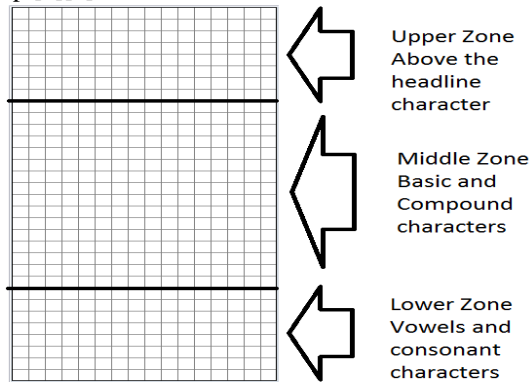 Upper Zone
Above the
headline
character
Middle Zone
Basic and
Compound
characters
Lower Zone
Vowels and
consonant
characters